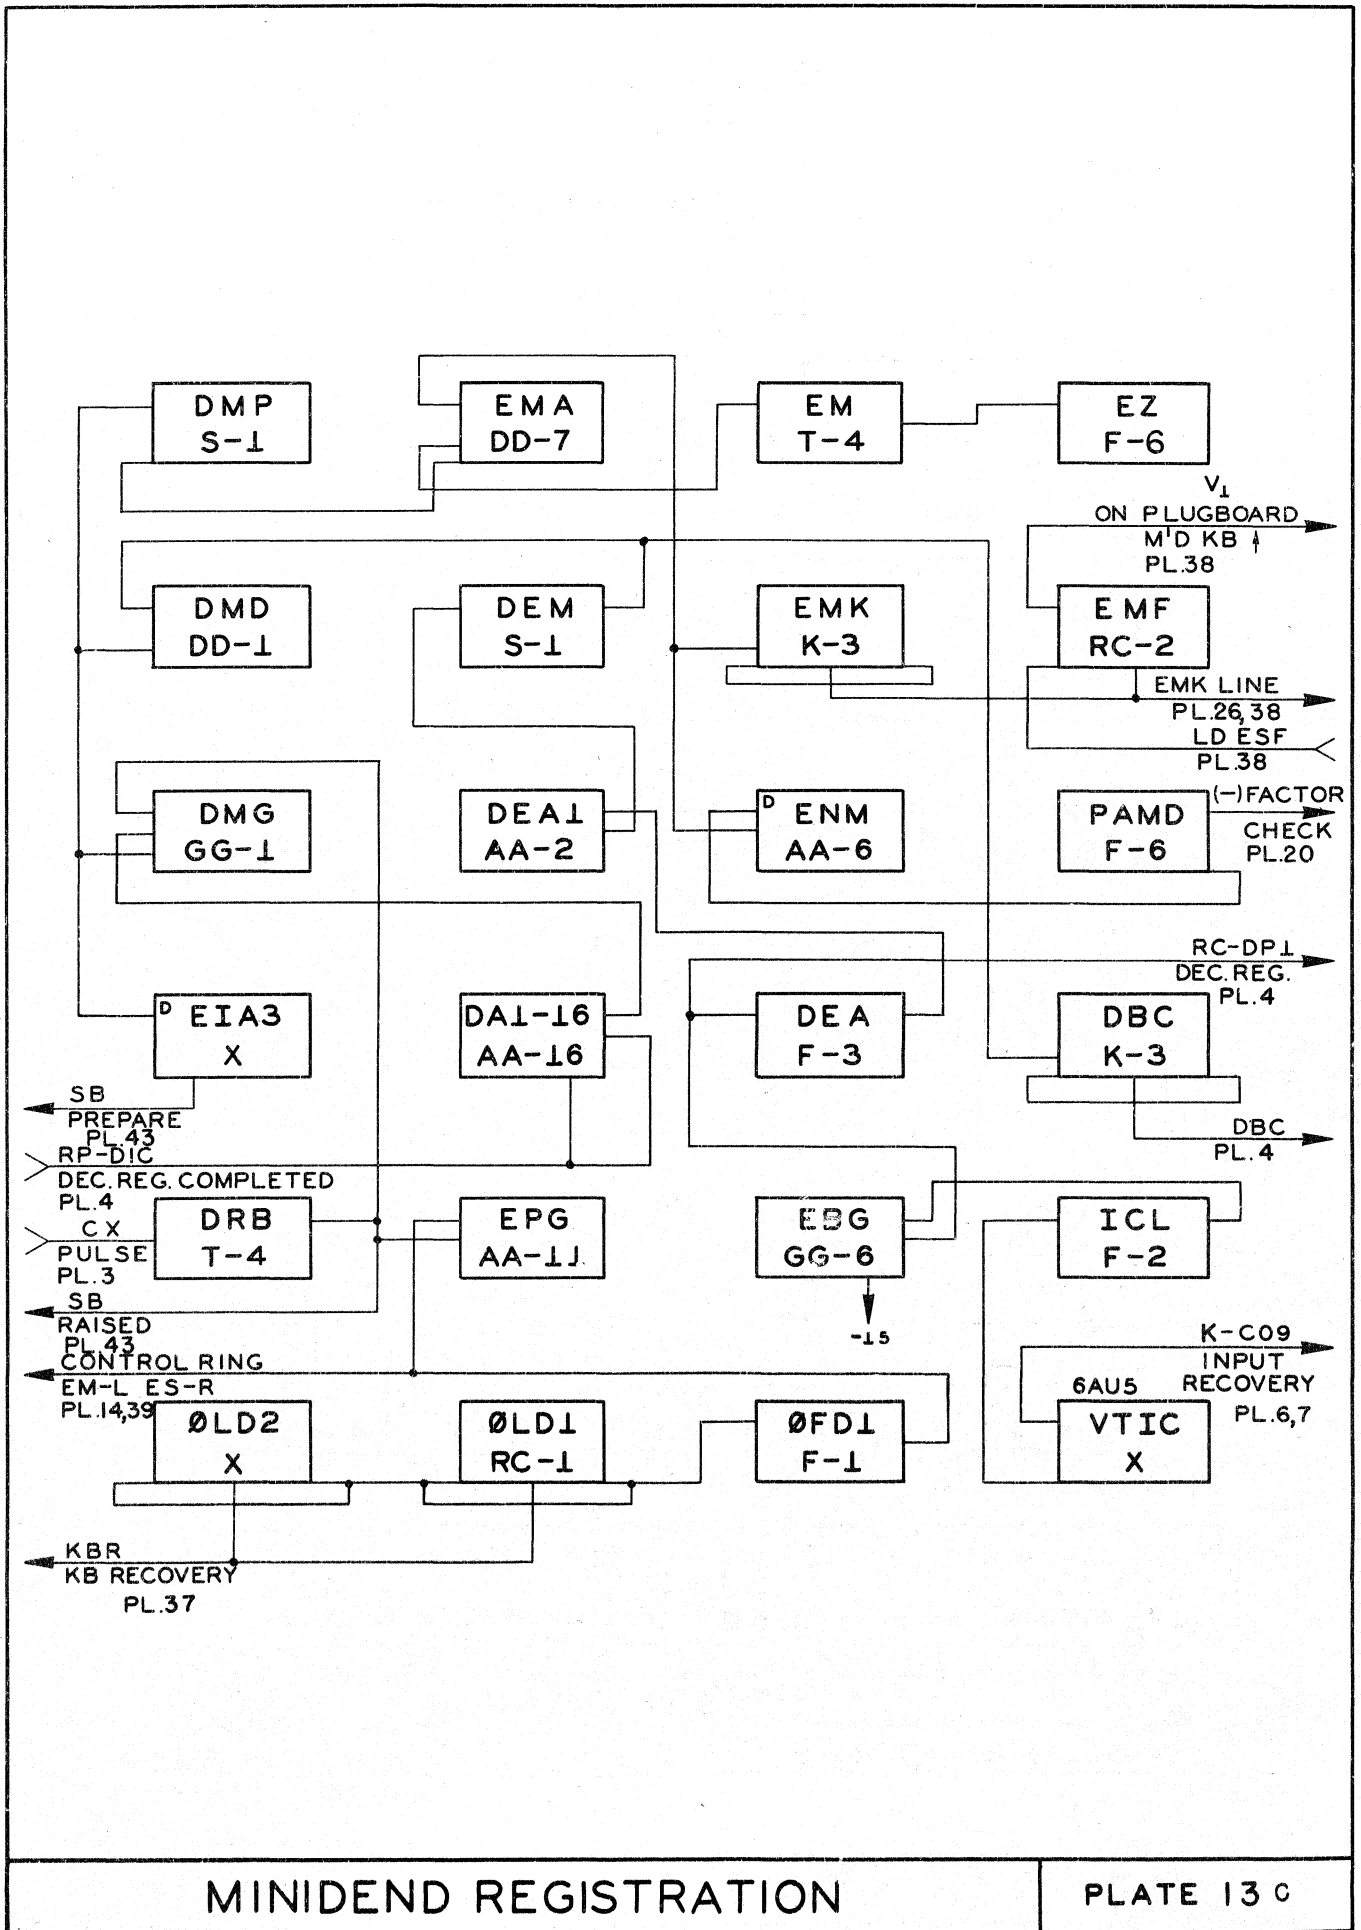 DMP
S-1
EMA
DD-7
EM
T-4
EZ
F-6
V1
ON PLUGBOARD
M'D KB ↑
PL.38
DMD
DD-1
DEM
S-1
EMK
K-3
EMF
RC-2
EMK LINE
PL.26,38
LD ESF
PL.38
DMG
GG-1
DEA1
AA-2
D
ENM
AA-6
PAMD
F-6
(-)FACTOR
CHECK
PL.20
RC-DP1
DEC.REG.
PL.4
D
EIA3
X
DA1-16
AA-16
DEA
F-3
DBC
K-3
SB
PREPARE
PL.43
DBC
PL.4
RP-DIC
DEC.REG.COMPLETED
PL.4
CX
PULSE
PL.3
DRB
T-4
EPG
AA-11
EBG
GG-6
-15
ICL
F-2
SB
RAISED
PL.43
CONTROL RING
EM-L ES-R
PL.14,39
K-C09
INPUT
RECOVERY
PL.6,7
ØLD2
X
ØLD1
RC-1
ØFD1
F-1
6AU5
VTIC
X
KBR
KB RECOVERY
PL.37
MINIDEND REGISTRATION
PLATE 13 C